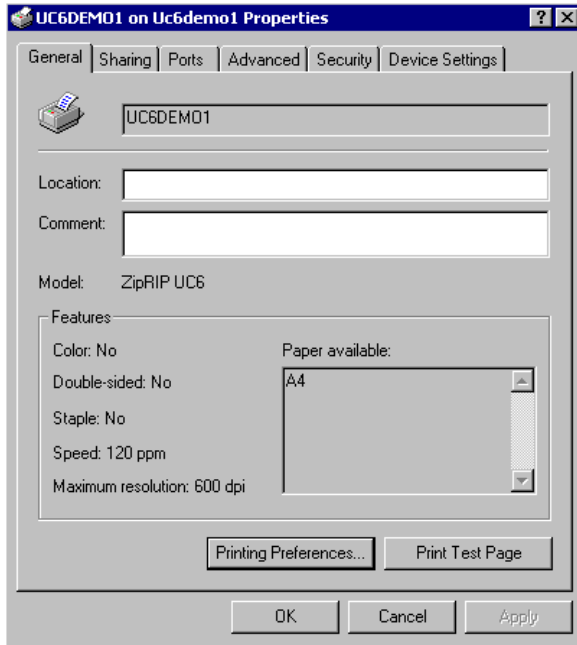 UC6DEMO1 on Uc6demo1 Properties
General Sharing Ports Advanced Security Device Settings
UC6DEMO1
Location:
Comment:
Model: ZipRIP UC6
Features
Color: No Paper available:
Double-sided: No A4
Staple: No
Speed: 120 ppm
Maximum resolution: 600 dpi
Printing Preferences... Print Test Page
OK Cancel Apply